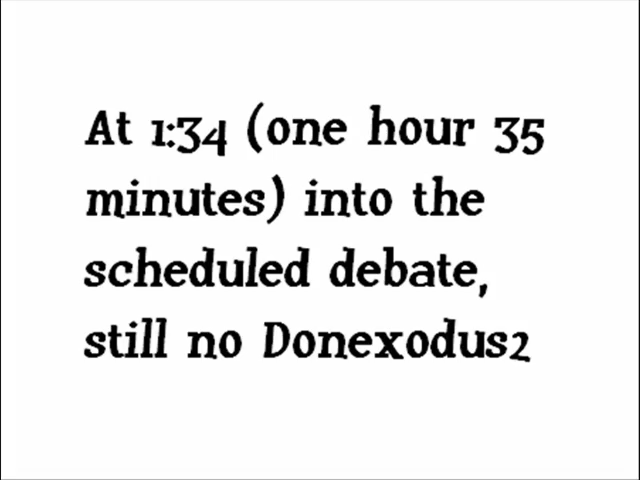 At 1:34 (one hour 35
minutes) into the
scheduled debate,
still no Donexodus2